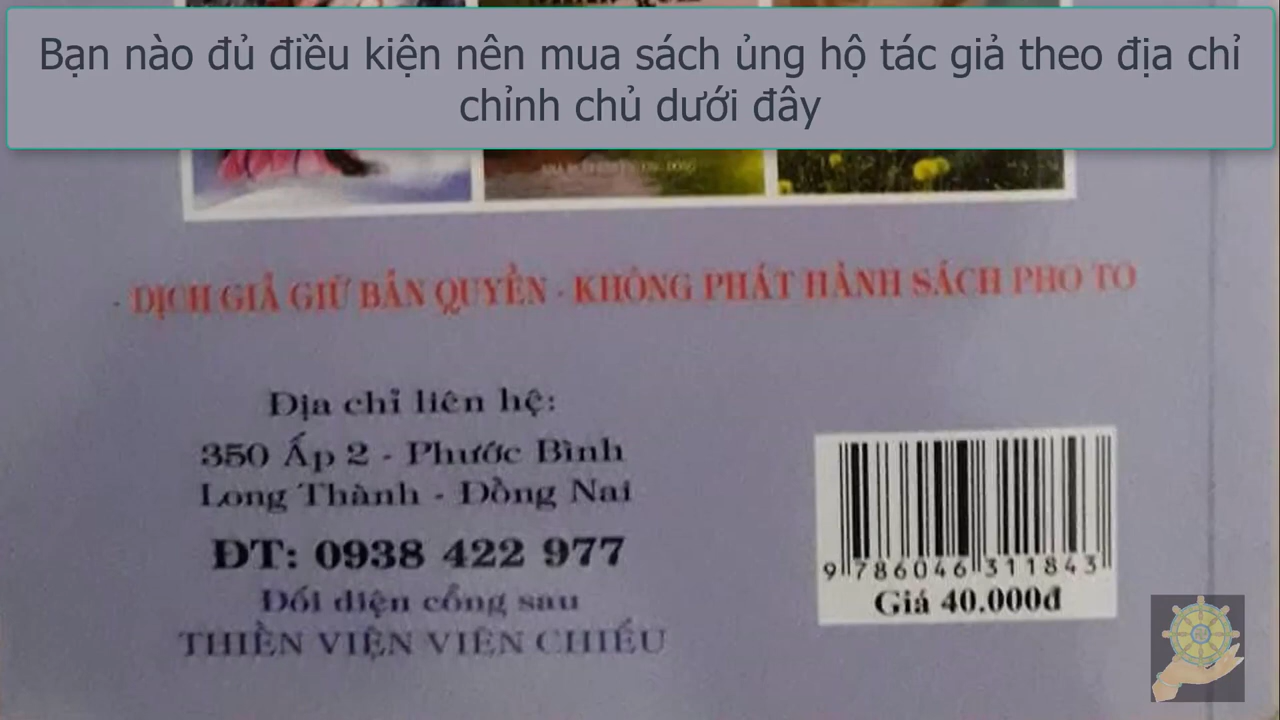 Bạn nào đủ điều kiện nên mua sách ủng hộ tác giả theo địa chỉ
chỉnh chủ dưới đây
- DỊCH GIẢ GIỮ BẢN QUYỀN - KHÔNG PHÁT HÀNH SÁCH PHO TO
Địa chỉ liên hệ:
350 Ấp 2 - Phước Bình
Long Thành - Đồng Nai
ĐT: 0938 422 977
Đối diện cổng sau
THIỀN VIỆN VIÊN CHIẾU
9 786046 311843
Giá 40.000đ